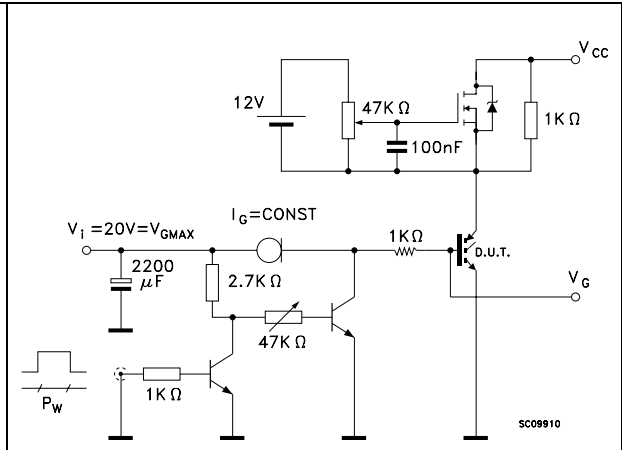 V CC
12V
47KΩ
1KΩ
100nF
I G =CONST
V i =20V=V GMAX
1KΩ
D.U.T.
2200
μF
2.7KΩ
V G
47KΩ
1KΩ
P W
SC09910